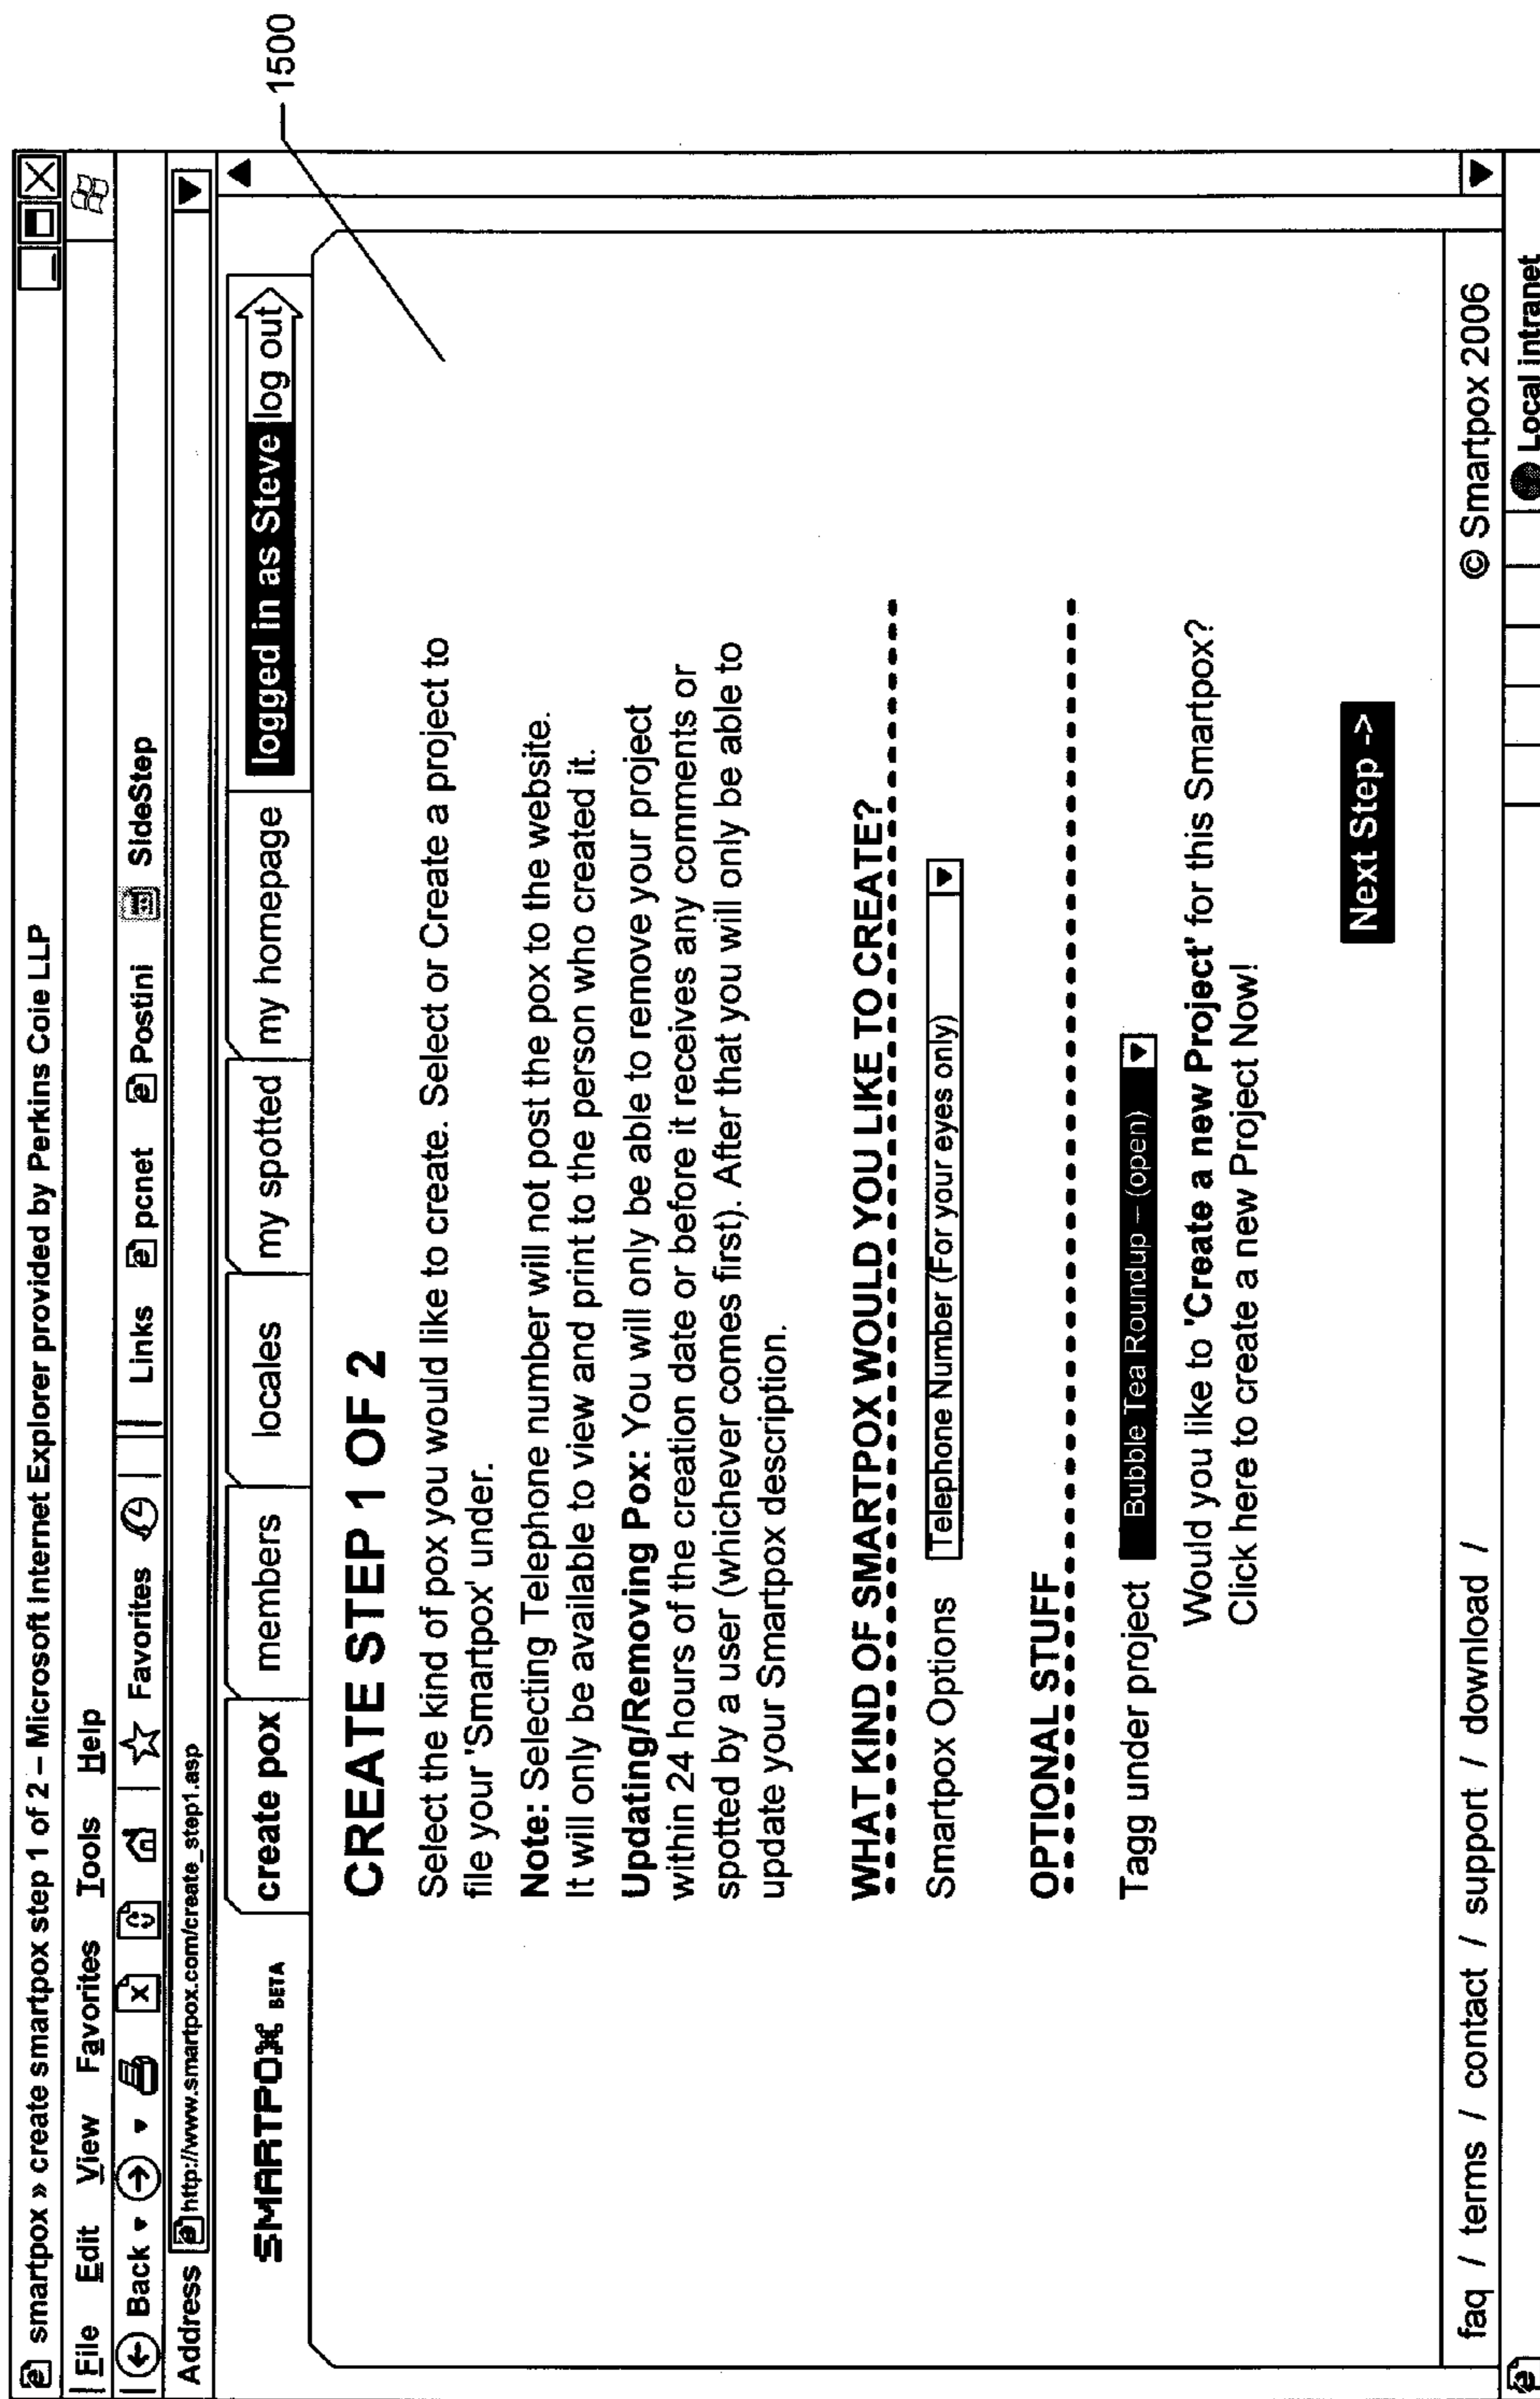 smartpox » create smartpox step 1 of 2 – Microsoft Internet Explorer provided by Perkins Coie LLP
File Edit View Favorites Tools Help
Back Favorites Links pcnet Postini SideStep
Address http://www.smartpox.com/create_step1.asp
SMARTPOX BETA create pox members locales my spotted my homepage logged in as Steve log out
1500
CREATE STEP 1 OF 2
Select the kind of pox you would like to create. Select or Create a project to
file your 'Smartpox' under.
Note: Selecting Telephone number will not post the pox to the website.
It will only be available to view and print to the person who created it.
Updating/Removing Pox: You will only be able to remove your project
within 24 hours of the creation date or before it receives any comments or
spotted by a user (whichever comes first). After that you will only be able to
update your Smartpox description.
WHAT KIND OF SMARTPOX WOULD YOU LIKE TO CREATE?
Smartpox Options Telephone Number (For your eyes only)
OPTIONAL STUFF
Tagg under project Bubble Tea Roundup – (open)
Would you like to 'Create a new Project' for this Smartpox?
Click here to create a new Project Now!
Next Step ->
faq / terms / contact / support / download / © Smartpox 2006
Local intranet